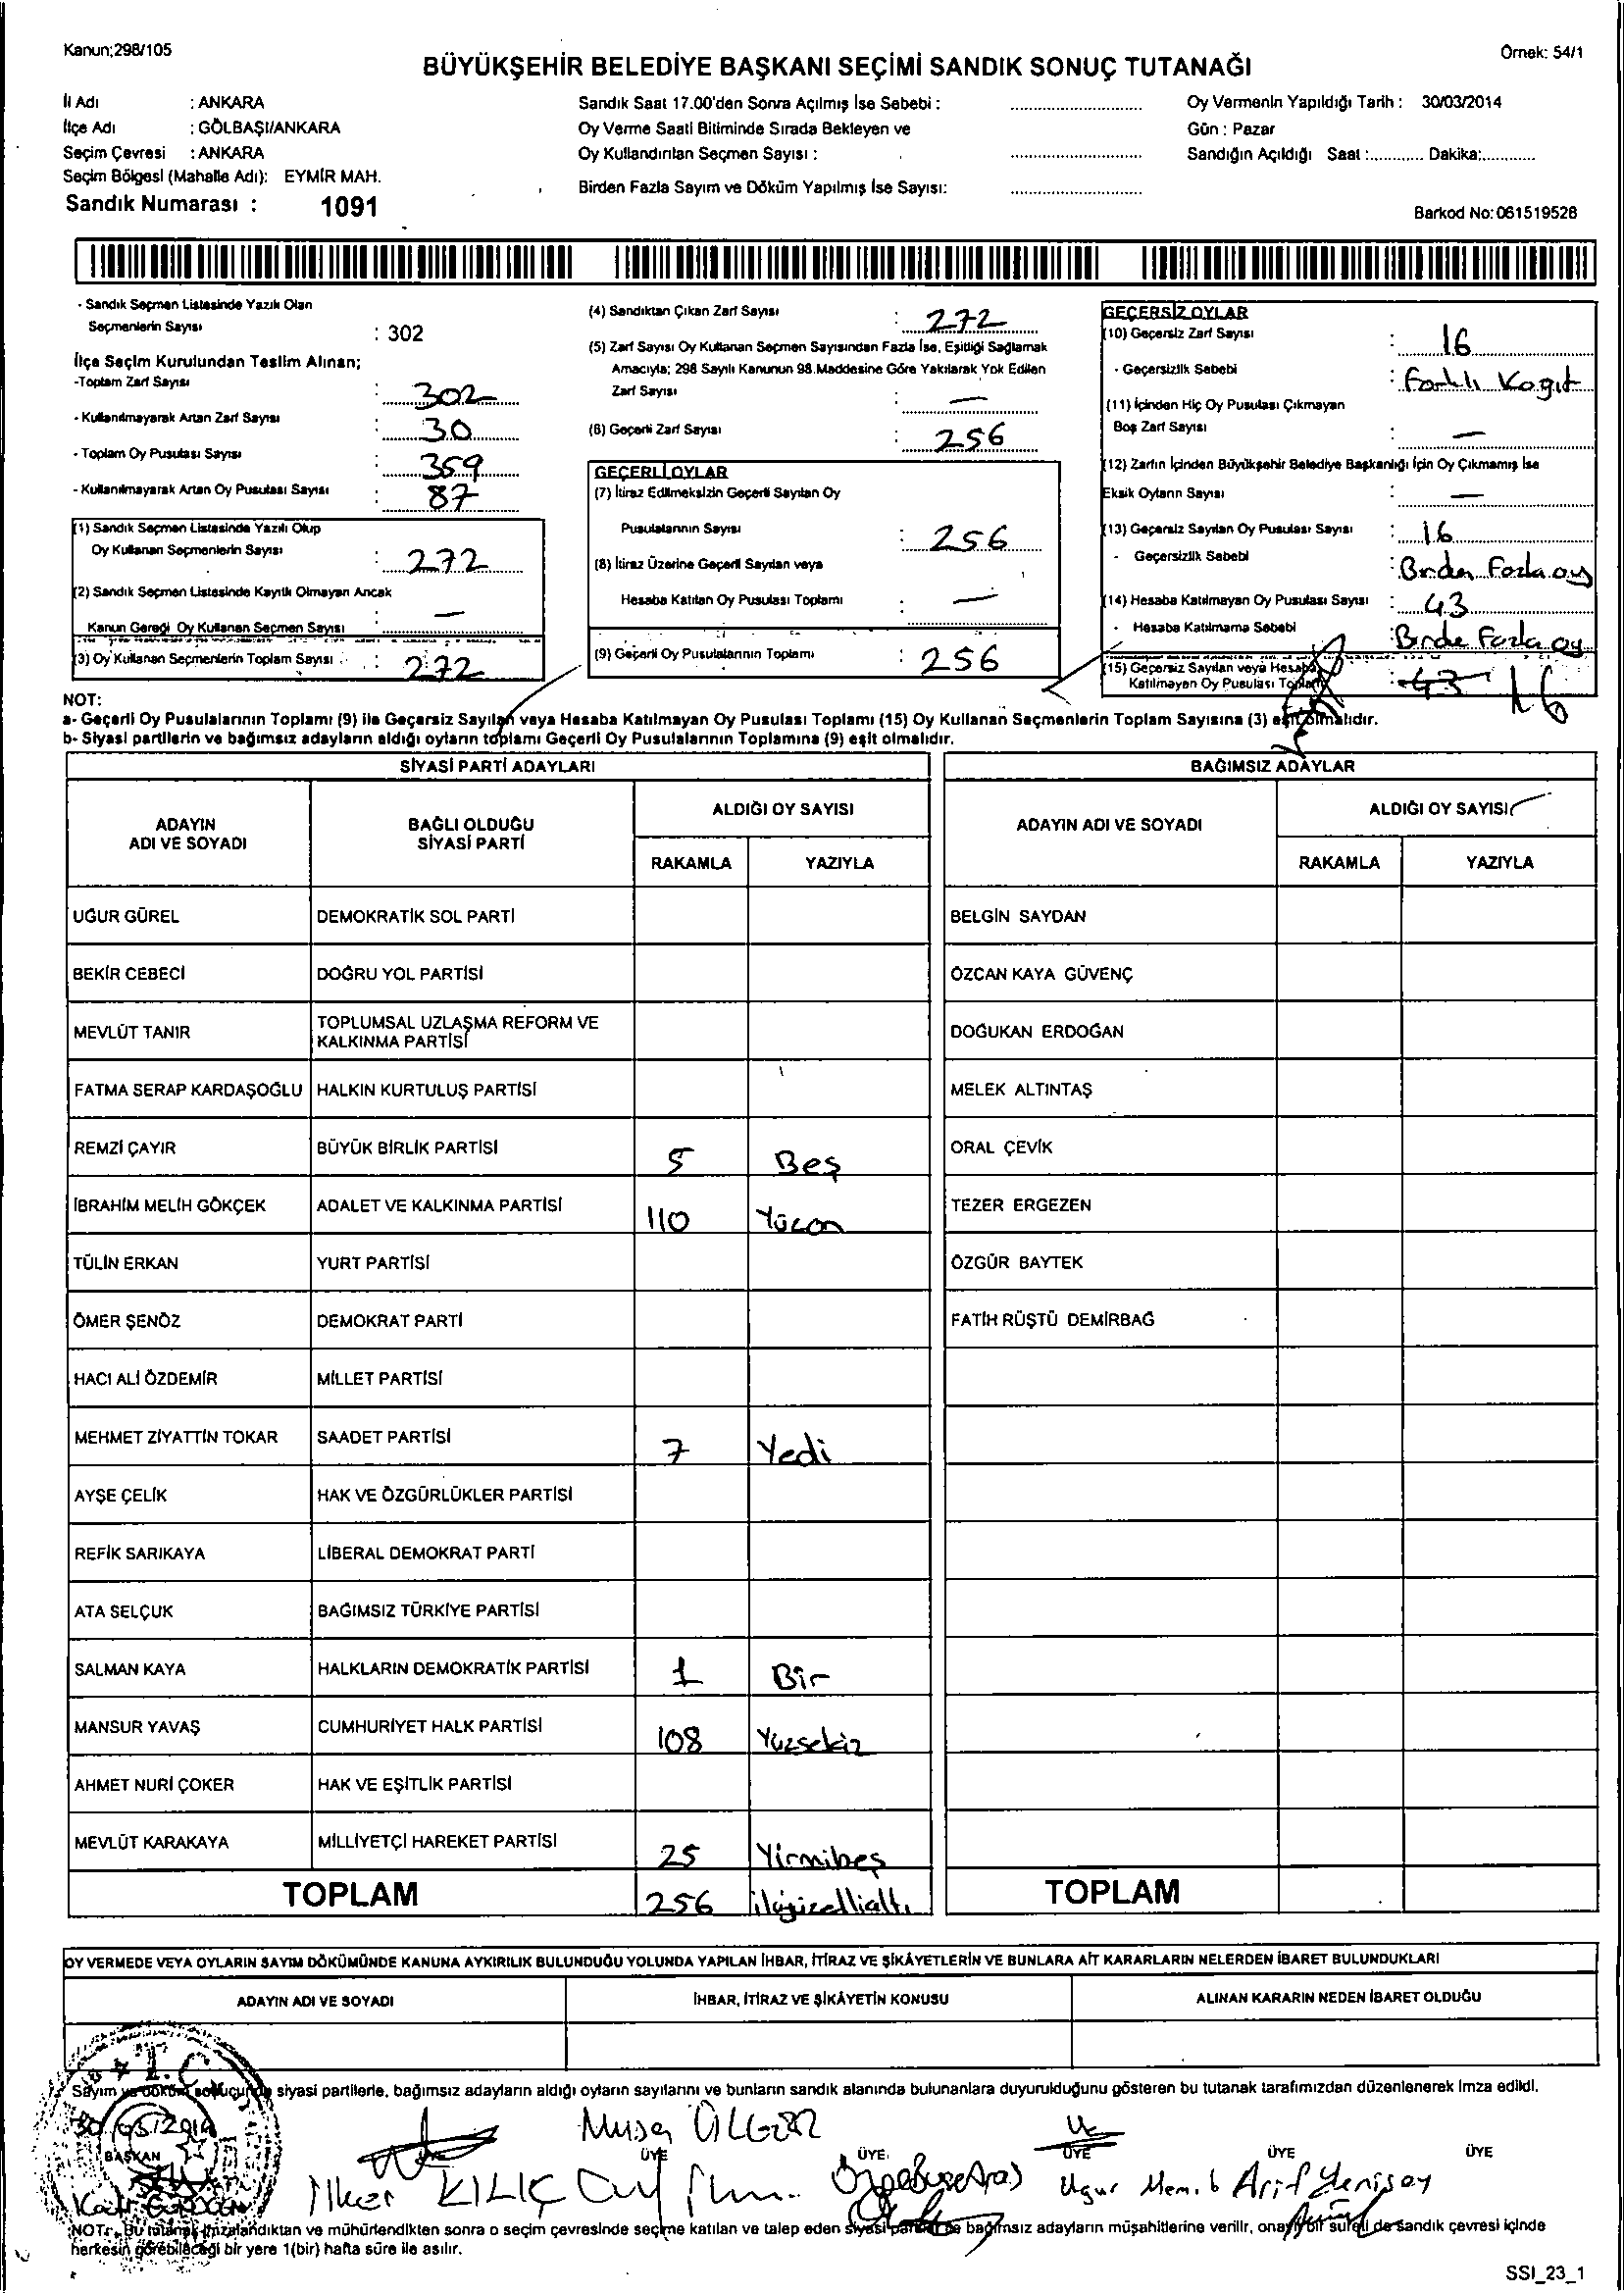 Kanun;298/105
Örnek: 54/1
BÜYÜKŞEHİR BELEDİYE BAŞKANI SEÇİMİ SANDIK SONUÇ TUTANAĞI
İl Adı : ANKARA
İlçe Adı : GÖLBAŞI/ANKARA
Seçim Çevresi : ANKARA
Seçim Bölgesi (Mahalle Adı): EYMİR MAH.
Sandık Numarası : 1091
Sandık Saat 17.00'den Sonra Açılmış İse Sebebi :
Oy Verme Saati Bitiminde Sırada Bekleyen ve
Oy Kullandırılan Seçmen Sayısı :
Birden Fazla Sayım ve Döküm Yapılmış İse Sayısı:
Oy Vermenin Yapıldığı Tarih : 30/03/2014
Gün : Pazar
Sandığın Açıldığı Saat :............ Dakika:............
Barkod No: 061519528
- Sandık Seçmen Listesinde Yazılı Olan
Seçmenlerin Sayısı : 302
İlçe Seçim Kurulundan Teslim Alınan;
-Toplam Zarf Sayısı : 302
- Kullanılmayarak Artan Zarf Sayısı : 30
- Toplam Oy Pusulası Sayısı : 359
- Kullanılmayarak Artan Oy Pusulası Sayısı : 87
(1) Sandık Seçmen Listesinde Yazılı Olup
Oy Kullanan Seçmenlerin Sayısı : 272
(2) Sandık Seçmen Listesinde Kayıtlı Olmayan Ancak
Kanun Gereği Oy Kullanan Seçmen Sayısı : —
(3) Oy Kullanan Seçmenlerin Toplam Sayısı : 272
(4) Sandıktan Çıkan Zarf Sayısı : 272
(5) Zarf Sayısı Oy Kullanan Seçmen Sayısından Fazla İse, Eşitliği Sağlamak
Amacıyla; 298 Sayılı Kanunun 98.Maddesine Göre Yakılarak Yok Edilen
Zarf Sayısı : —
(6) Geçerli Zarf Sayısı : 256
GEÇERLİ OYLAR
(7) İtiraz Edilmeksizin Geçerli Sayılan Oy
Pusulalarının Sayısı : 256
(8) İtiraz Üzerine Geçerli Sayılan veya
Hesaba Katılan Oy Pusulası Toplamı : —
(9) Geçerli Oy Pusulalarının Toplamı : 256
GEÇERSİZ OYLAR
(10) Geçersiz Zarf Sayısı : 16
- Geçersizlik Sebebi : Farklı Kağıt
(11) İçinden Hiç Oy Pusulası Çıkmayan
Boş Zarf Sayısı : —
(12) Zarfın İçinden Büyükşehir Belediye Başkanlığı İçin Oy Çıkmamış İse
Eksik Oyların Sayısı : —
(13) Geçersiz Sayılan Oy Pusulası Sayısı : 16
- Geçersizlik Sebebi : Birden Fazla oy
(14) Hesaba Katılmayan Oy Pusulası Sayısı : 43
- Hesaba Katılmama Sebebi : Birde Fazla oy
(15) Geçersiz Sayılan veya Hesaba
Katılmayan Oy Pusulası Toplamı : 43 16
NOT:
a- Geçerli Oy Pusulalarının Toplamı (9) ile Geçersiz Sayılan veya Hesaba Katılmayan Oy Pusulası Toplamı (15) Oy Kullanan Seçmenlerin Toplam Sayısına (3) eşit olmalıdır.
b- Siyasi partilerin ve bağımsız adayların aldığı oyların toplamı Geçerli Oy Pusulalarının Toplamına (9) eşit olmalıdır.
SİYASİ PARTİ ADAYLARI
ADAYIN ADI VE SOYADI
BAĞLI OLDUĞU SİYASİ PARTİ
ALDIĞI OY SAYISI
RAKAMLA YAZIYLA
UĞUR GÜREL DEMOKRATİK SOL PARTİ
BEKİR CEBECİ DOĞRU YOL PARTİSİ
MEVLÜT TANIR TOPLUMSAL UZLAŞMA REFORM VE KALKINMA PARTİSİ
FATMA SERAP KARDAŞOĞLU HALKIN KURTULUŞ PARTİSİ
REMZİ ÇAYIR BÜYÜK BİRLİK PARTİSİ 5 Beş
İBRAHİM MELİH GÖKÇEK ADALET VE KALKINMA PARTİSİ 110 Yüzon
TÜLİN ERKAN YURT PARTİSİ
ÖMER ŞENÖZ DEMOKRAT PARTİ
HACI ALİ ÖZDEMİR MİLLET PARTİSİ
MEHMET ZİYATTİN TOKAR SAADET PARTİSİ 7 Yedi
AYŞE ÇELİK HAK VE ÖZGÜRLÜKLER PARTİSİ
REFİK SARIKAYA LİBERAL DEMOKRAT PARTİ
ATA SELÇUK BAĞIMSIZ TÜRKİYE PARTİSİ
SALMAN KAYA HALKLARIN DEMOKRATİK PARTİSİ 1 Bir
MANSUR YAVAŞ CUMHURİYET HALK PARTİSİ 108 Yüzsekiz
AHMET NURİ ÇOKER HAK VE EŞİTLİK PARTİSİ
MEVLÜT KARAKAYA MİLLİYETÇİ HAREKET PARTİSİ 25 Yirmibeş
TOPLAM 256 ikiyüzellialtı
BAĞIMSIZ ADAYLAR
ADAYIN ADI VE SOYADI
ALDIĞI OY SAYISI
RAKAMLA YAZIYLA
BELGİN SAYDAN
ÖZCAN KAYA GÜVENÇ
DOĞUKAN ERDOĞAN
MELEK ALTINTAŞ
ORAL ÇEVİK
TEZER ERGEZEN
ÖZGÜR BAYTEK
FATİH RÜŞTÜ DEMİRBAĞ
TOPLAM
OY VERMEDE VEYA OYLARIN SAYIM DÖKÜMÜNDE KANUNA AYKIRILIK BULUNDUĞU YOLUNDA YAPILAN İHBAR, İTİRAZ VE ŞİKÂYETLERİN VE BUNLARA AİT KARARLARIN NELERDEN İBARET BULUNDUKLARI
ADAYIN ADI VE SOYADI
İHBAR, İTİRAZ VE ŞİKÂYETİN KONUSU
ALINAN KARARIN NEDEN İBARET OLDUĞU
T.C.
Sayım ve döküm sonucunda siyasi partilerle, bağımsız adayların aldığı oyların sayılarını ve bunların sandık alanında bulunanlara duyurulduğunu gösteren bu tutanak tarafımızdan düzenlenerek imza edildi.
30/03/2014
BAŞKAN ÜYE ÜYE ÜYE ÜYE ÜYE
Musa
İlker KILIÇ
Uğur
Arif Yenisey
NOT: Bu tutanak imzalandıktan ve mühürlendikten sonra o seçim çevresinde seçime katılan ve talep eden siyasi partiler ile bağımsız adayların müşahitlerine verilir, onaylı bir sureti de sandık çevresi içinde
herkesin görebileceği bir yere 1(bir) hafta süre ile asılır.
SSI_23_1